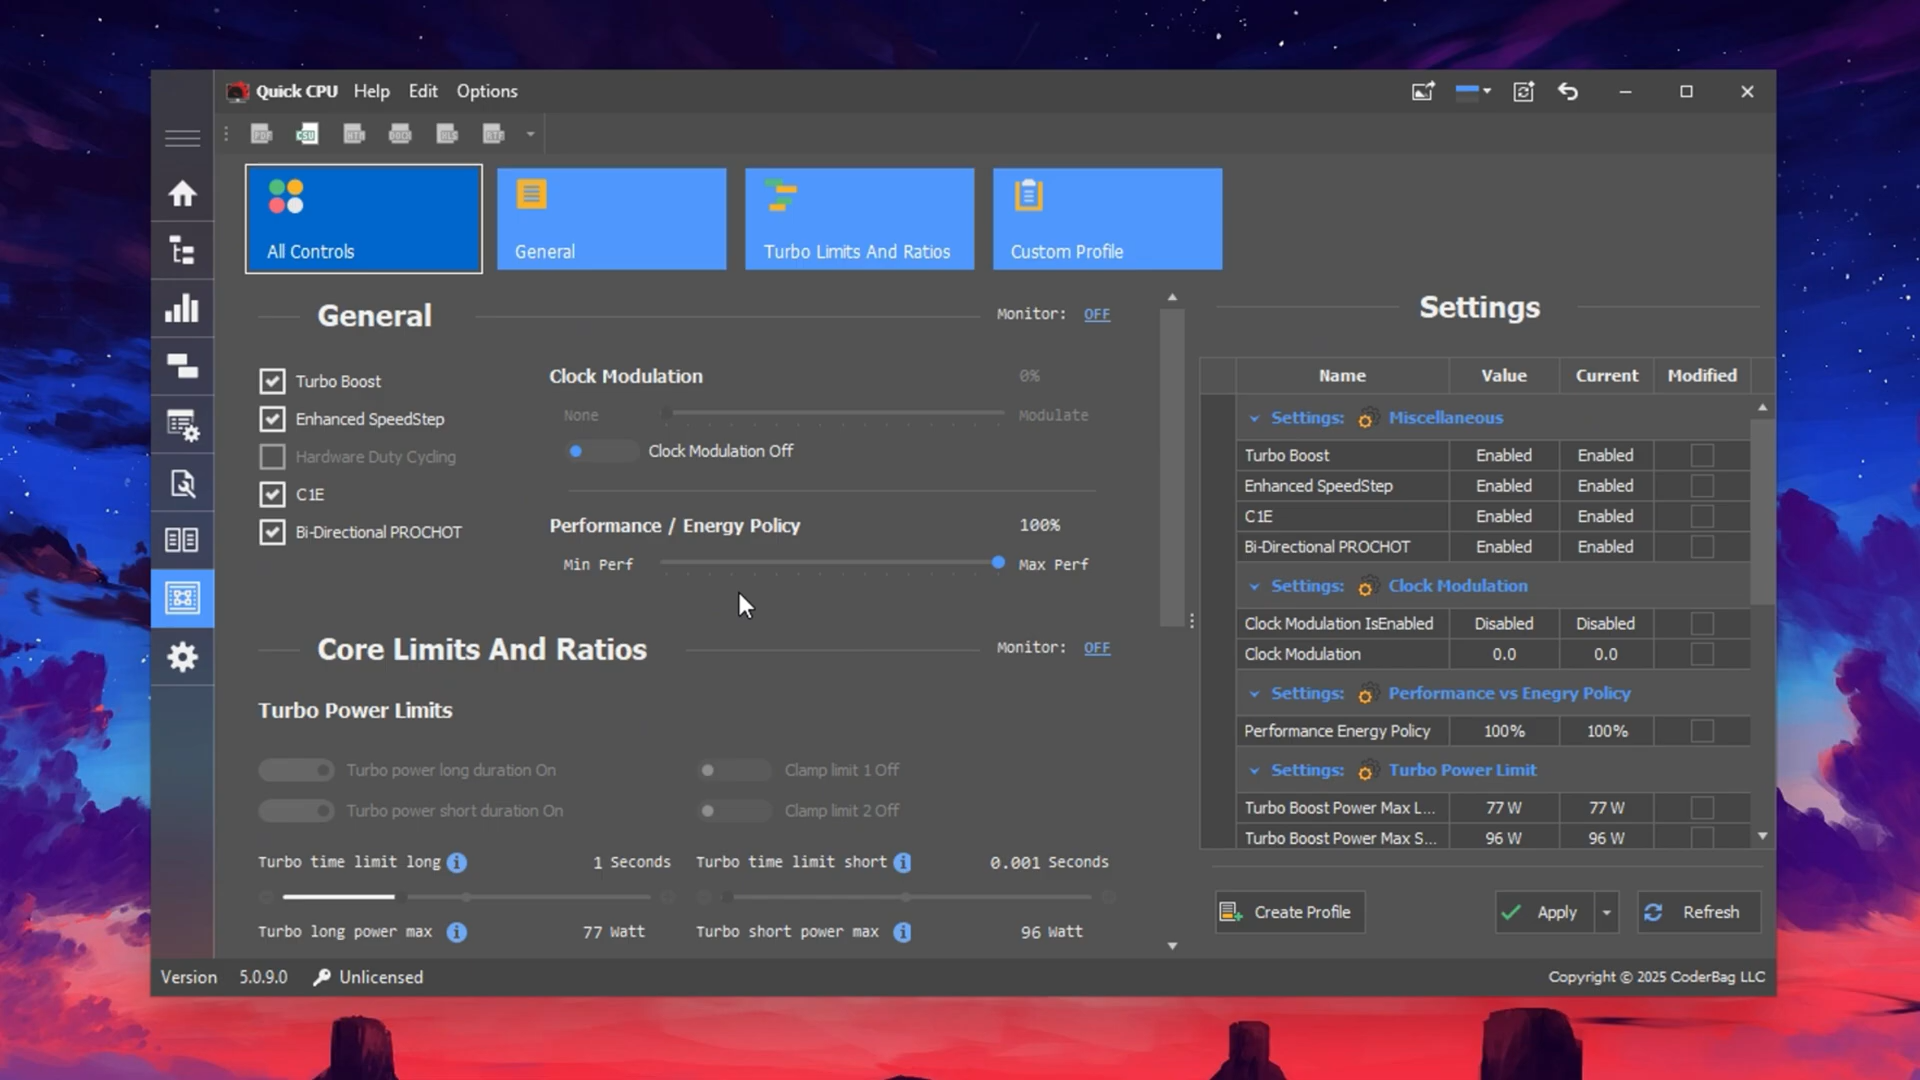 Quick CPU Help Edit Options
All Controls
General
Turbo Limits And Ratios
Custom Profile
General
Monitor: OFF
Turbo Boost
Enhanced SpeedStep
Hardware Duty Cycling
C1E
Bi-Directional PROCHOT
Clock Modulation 0%
None Modulate
Clock Modulation Off
Performance / Energy Policy 100%
Min Perf Max Perf
Core Limits And Ratios
Monitor: OFF
Turbo Power Limits
Turbo power long duration On Clamp limit 1 Off
Turbo power short duration On Clamp limit 2 Off
Turbo time limit long 1 Seconds Turbo time limit short 0.001 Seconds
Turbo long power max 77 Watt Turbo short power max 96 Watt
Settings
Name Value Current Modified
Settings: Miscellaneous
Turbo Boost Enabled Enabled
Enhanced SpeedStep Enabled Enabled
C1E Enabled Enabled
Bi-Directional PROCHOT Enabled Enabled
Settings: Clock Modulation
Clock Modulation IsEnabled Disabled Disabled
Clock Modulation 0.0 0.0
Settings: Performance vs Enegry Policy
Performance Energy Policy 100% 100%
Settings: Turbo Power Limit
Turbo Boost Power Max L... 77 W 77 W
Turbo Boost Power Max S... 96 W 96 W
Create Profile Apply Refresh
Version 5.0.9.0 Unlicensed
Copyright © 2025 CoderBag LLC